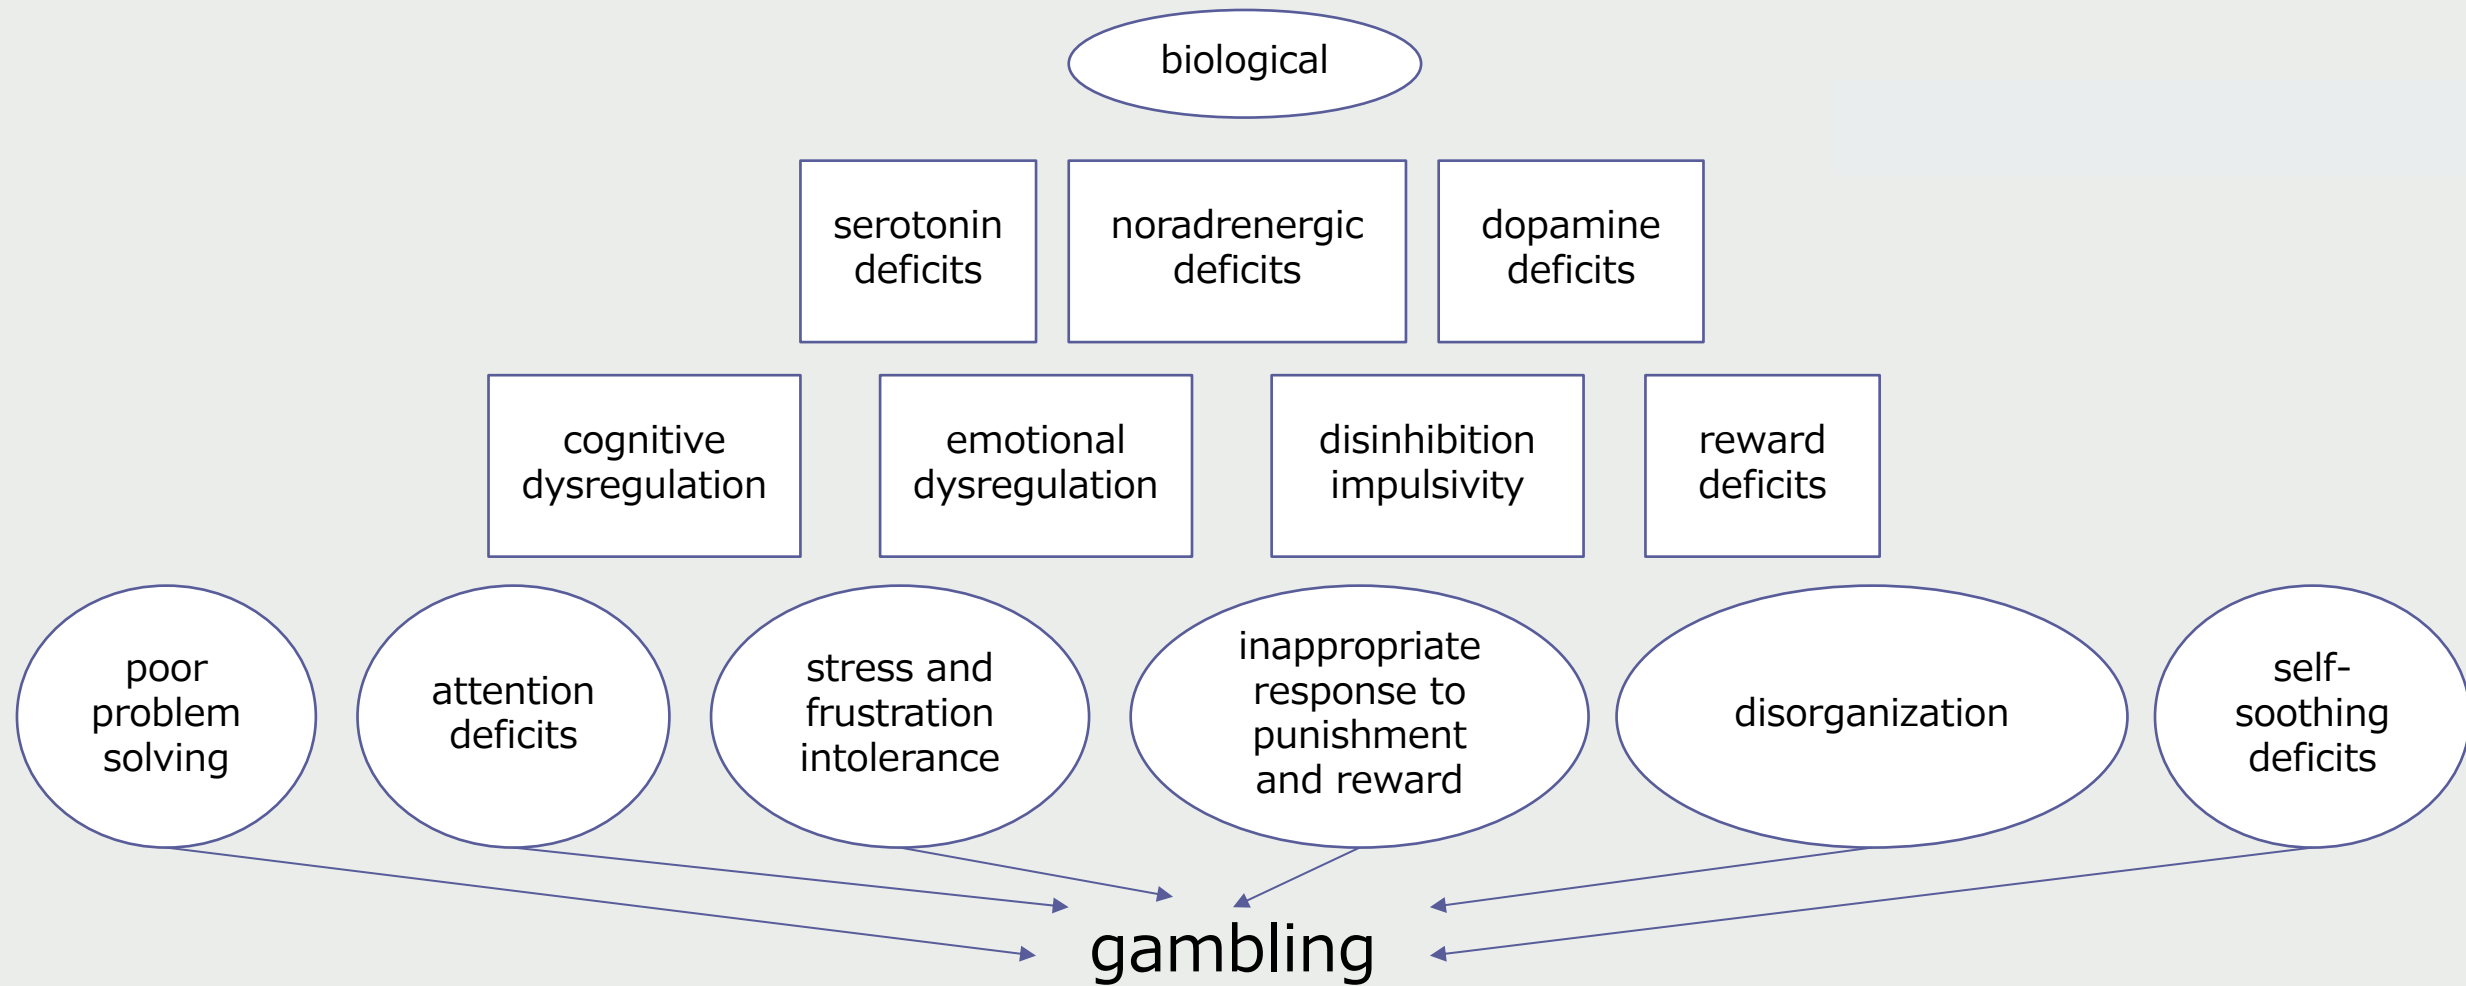 biological
serotonin
deficits
noradrenergic
deficits
dopamine
deficits
cognitive
dysregulation
emotional
dysregulation
disinhibition
impulsivity
reward
deficits
poor
problem
solving
attention
deficits
stress and
frustration
intolerance
inappropriate
response to
punishment
and reward
disorganization
self-
soothing
deficits
gambling